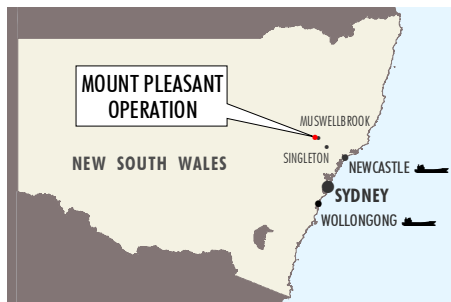 MOUNT PLEASANT
OPERATION
MUSWELLBROOK
SINGLETON
NEW SOUTH WALES
NEWCASTLE
SYDNEY
WOLLONGONG